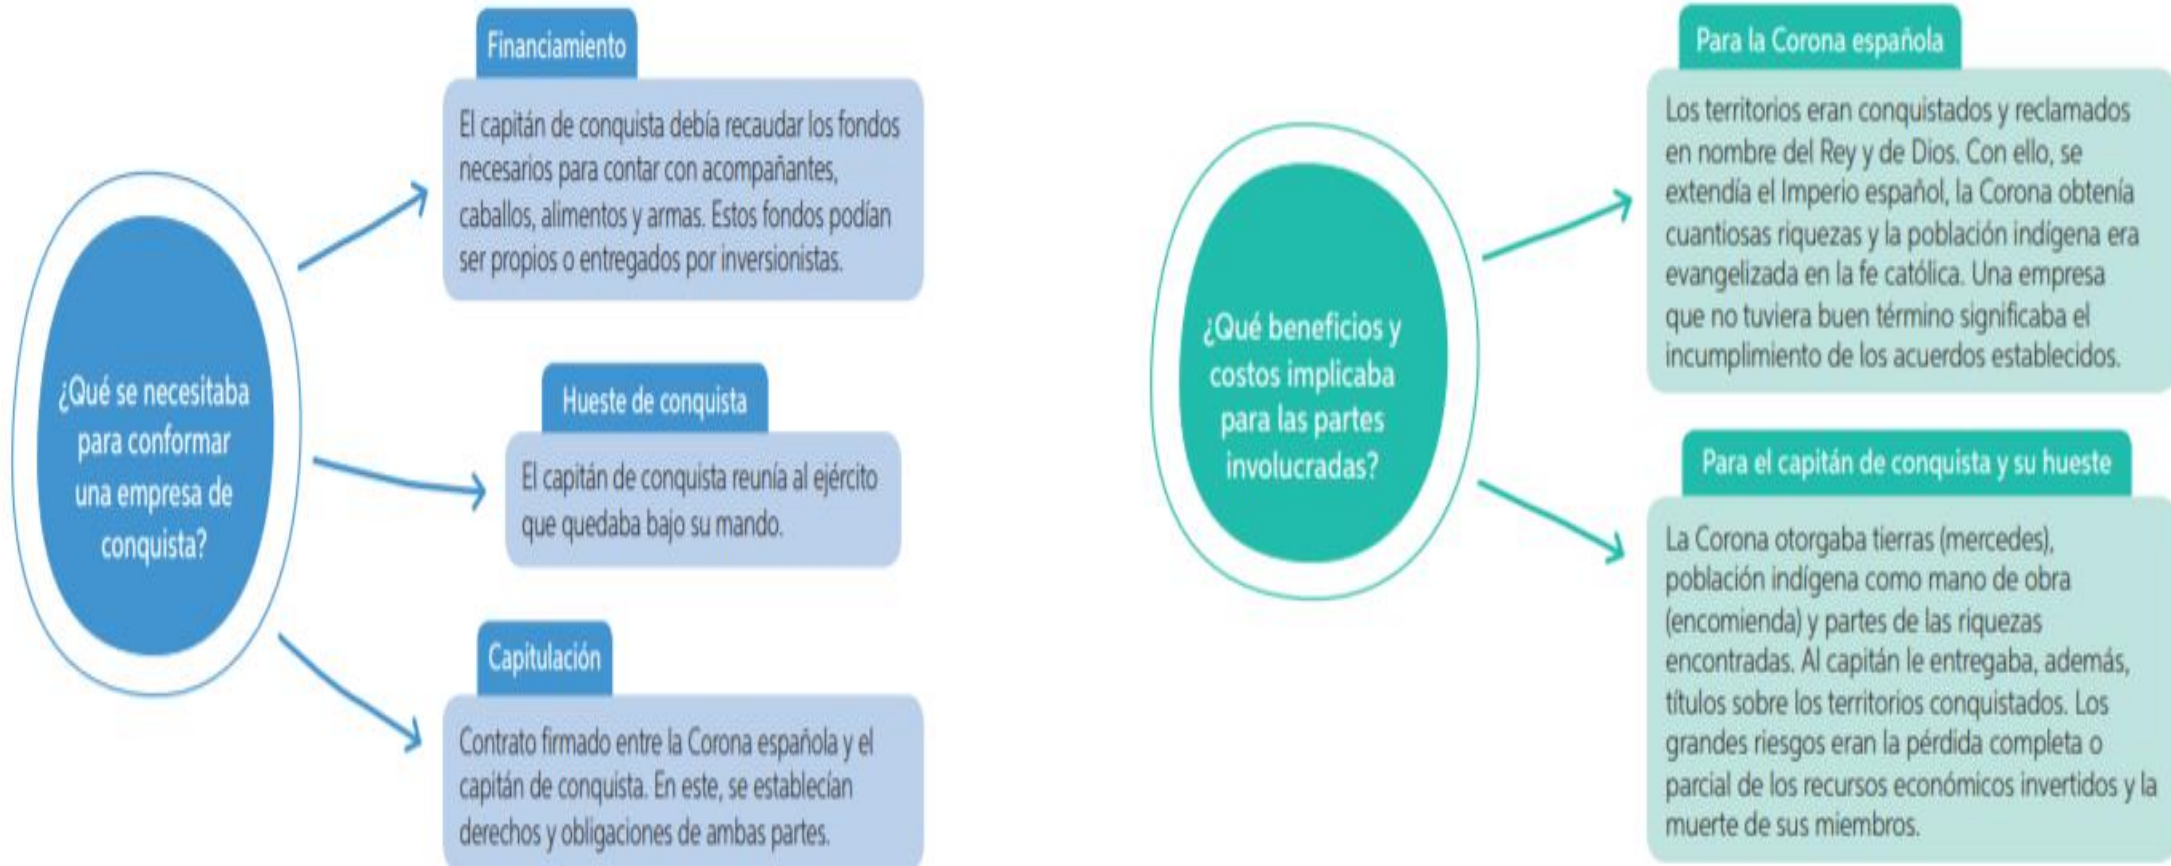 ¿Qué se necesitaba
para conformar
una empresa de
conquista?
Financiamiento
El capitán de conquista debía recaudar los fondos
necesarios para contar con acompañantes,
caballos, alimentos y armas. Estos fondos podían
ser propios o entregados por inversionistas.
Hueste de conquista
El capitán de conquista reunía al ejército
que quedaba bajo su mando.
Capitulación
Contrato firmado entre la Corona española y el
capitán de conquista. En este, se establecían
derechos y obligaciones de ambas partes.
¿Qué beneficios y
costos implicaba
para las partes
involucradas?
Para la Corona española
Los territorios eran conquistados y reclamados
en nombre del Rey y de Dios. Con ello, se
extendía el Imperio español, la Corona obtenía
cuantiosas riquezas y la población indígena era
evangelizada en la fe católica. Una empresa
que no tuviera buen término significaba el
incumplimiento de los acuerdos establecidos.
Para el capitán de conquista y su hueste
La Corona otorgaba tierras (mercedes),
población indígena como mano de obra
(encomienda) y partes de las riquezas
encontradas. Al capitán le entregaba, además,
títulos sobre los territorios conquistados. Los
grandes riesgos eran la pérdida completa o
parcial de los recursos económicos invertidos y la
muerte de sus miembros.